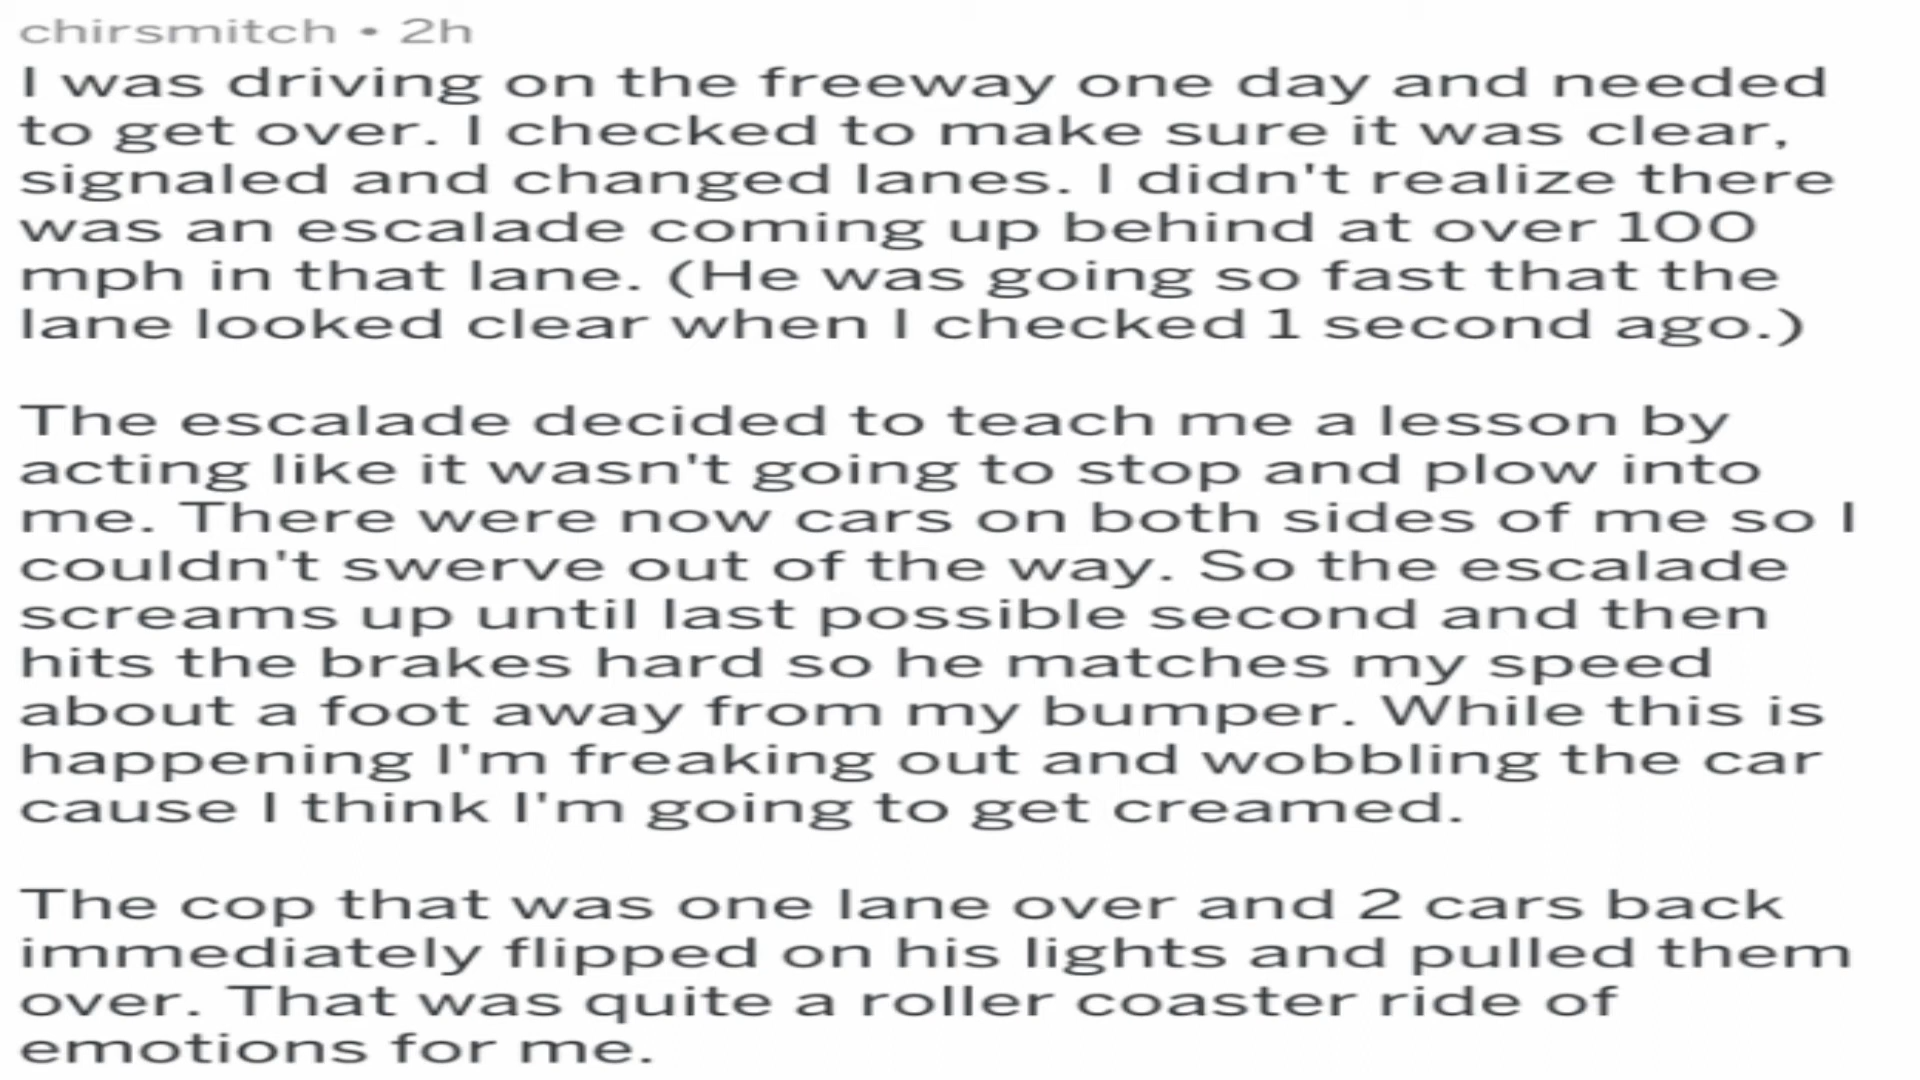 chirsmitch • 2h
I was driving on the freeway one day and needed
to get over. I checked to make sure it was clear,
signaled and changed lanes. I didn't realize there
was an escalade coming up behind at over 100
mph in that lane. (He was going so fast that the
lane looked clear when I checked 1 second ago.)
The escalade decided to teach me a lesson by
acting like it wasn't going to stop and plow into
me. There were now cars on both sides of me so I
couldn't swerve out of the way. So the escalade
screams up until last possible second and then
hits the brakes hard so he matches my speed
about a foot away from my bumper. While this is
happening I'm freaking out and wobbling the car
cause I think I'm going to get creamed.
The cop that was one lane over and 2 cars back
immediately flipped on his lights and pulled them
over. That was quite a roller coaster ride of
emotions for me.